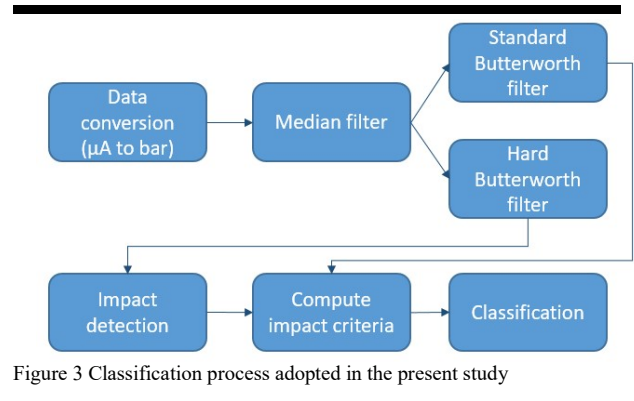 Standard
Butterworth
filter
Data
conversion
(µA to bar)
Median filter
Hard
Butterworth
filter
Impact
detection
Compute
impact criteria
Classification
Figure 3 Classification process adopted in the present study